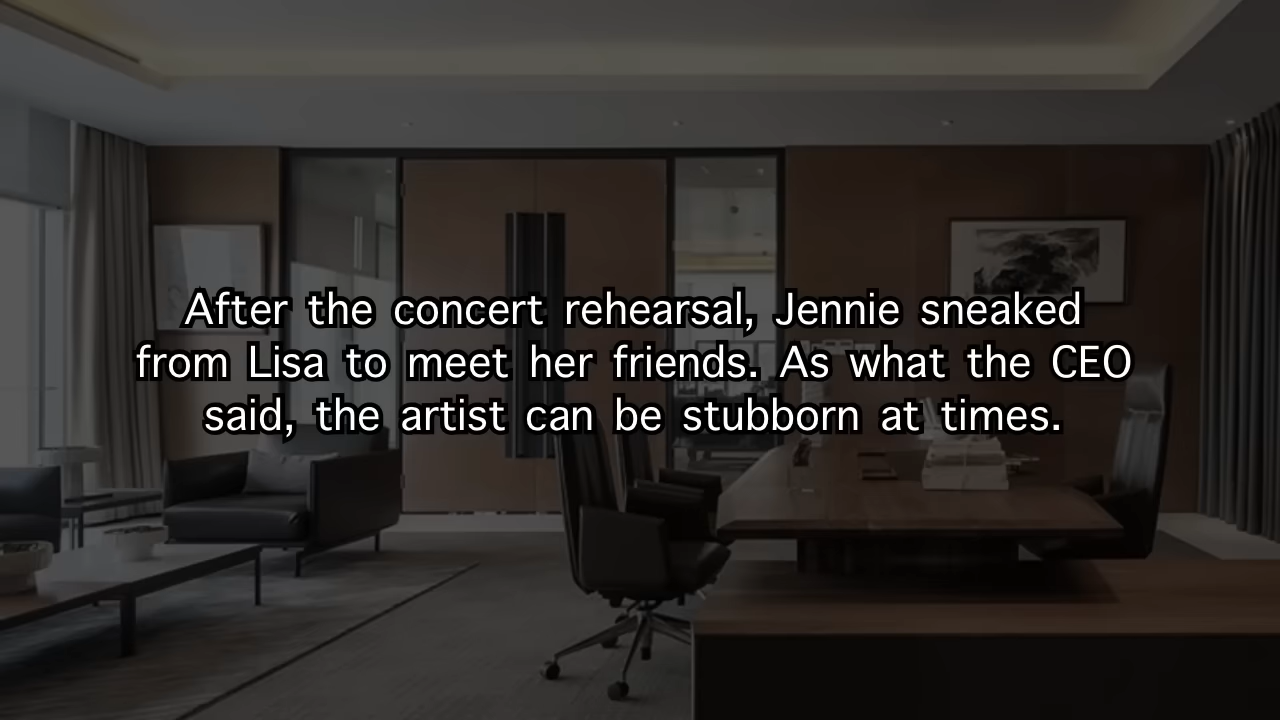 After the concert rehearsal, Jennie sneaked
from Lisa to meet her friends. As what the CEO
said, the artist can be stubborn at times.